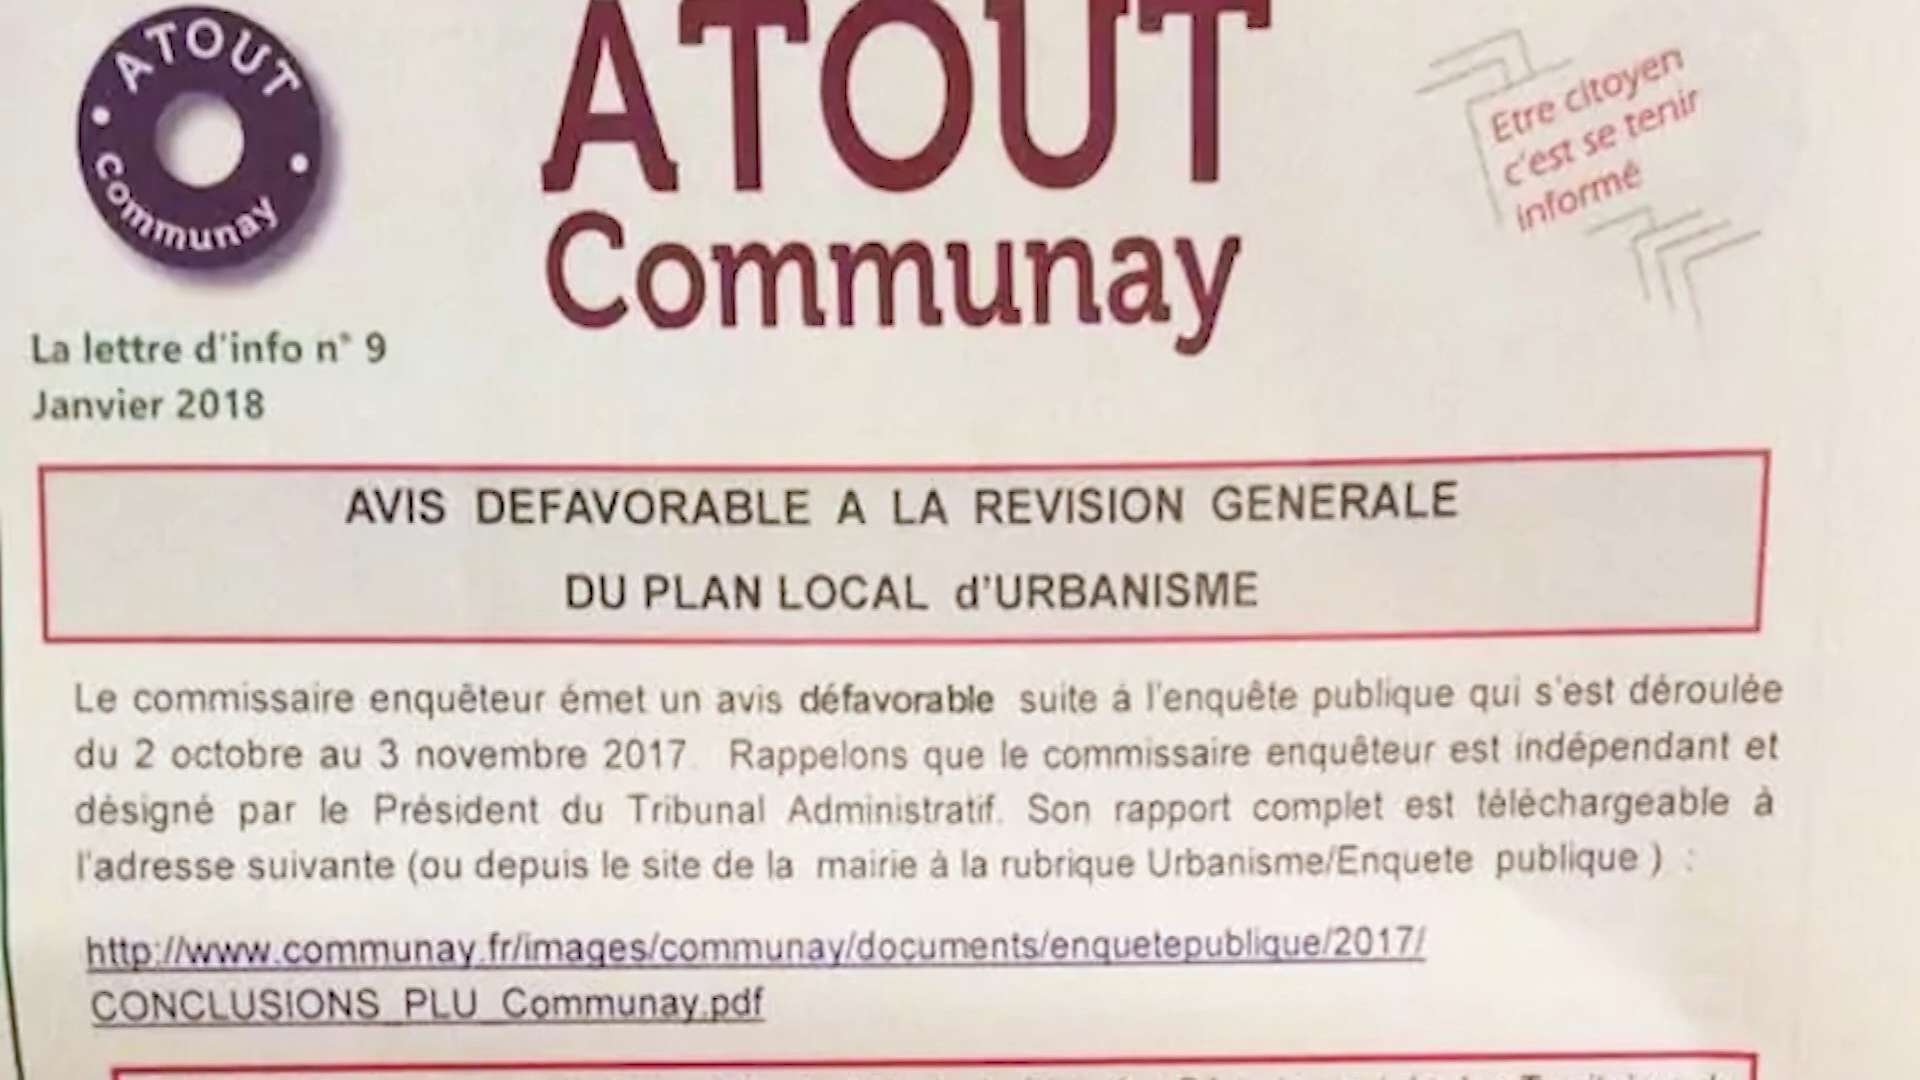 ATOUT
Communay
ATOUT
Communay
Etre citoyen
c'est se tenir
informé
La lettre d'info n° 9
Janvier 2018
AVIS DEFAVORABLE A LA REVISION GENERALE
DU PLAN LOCAL d'URBANISME
Le commissaire enquêteur émet un avis défavorable suite à l'enquête publique qui s'est déroulée
du 2 octobre au 3 novembre 2017. Rappelons que le commissaire enquêteur est indépendant et
désigné par le Président du Tribunal Administratif. Son rapport complet est téléchargeable à
l'adresse suivante (ou depuis le site de la mairie à la rubrique Urbanisme/Enquete publique ) :
http://www.communay.fr/images/communay/documents/enquetepublique/2017/
CONCLUSIONS_PLU_Communay.pdf